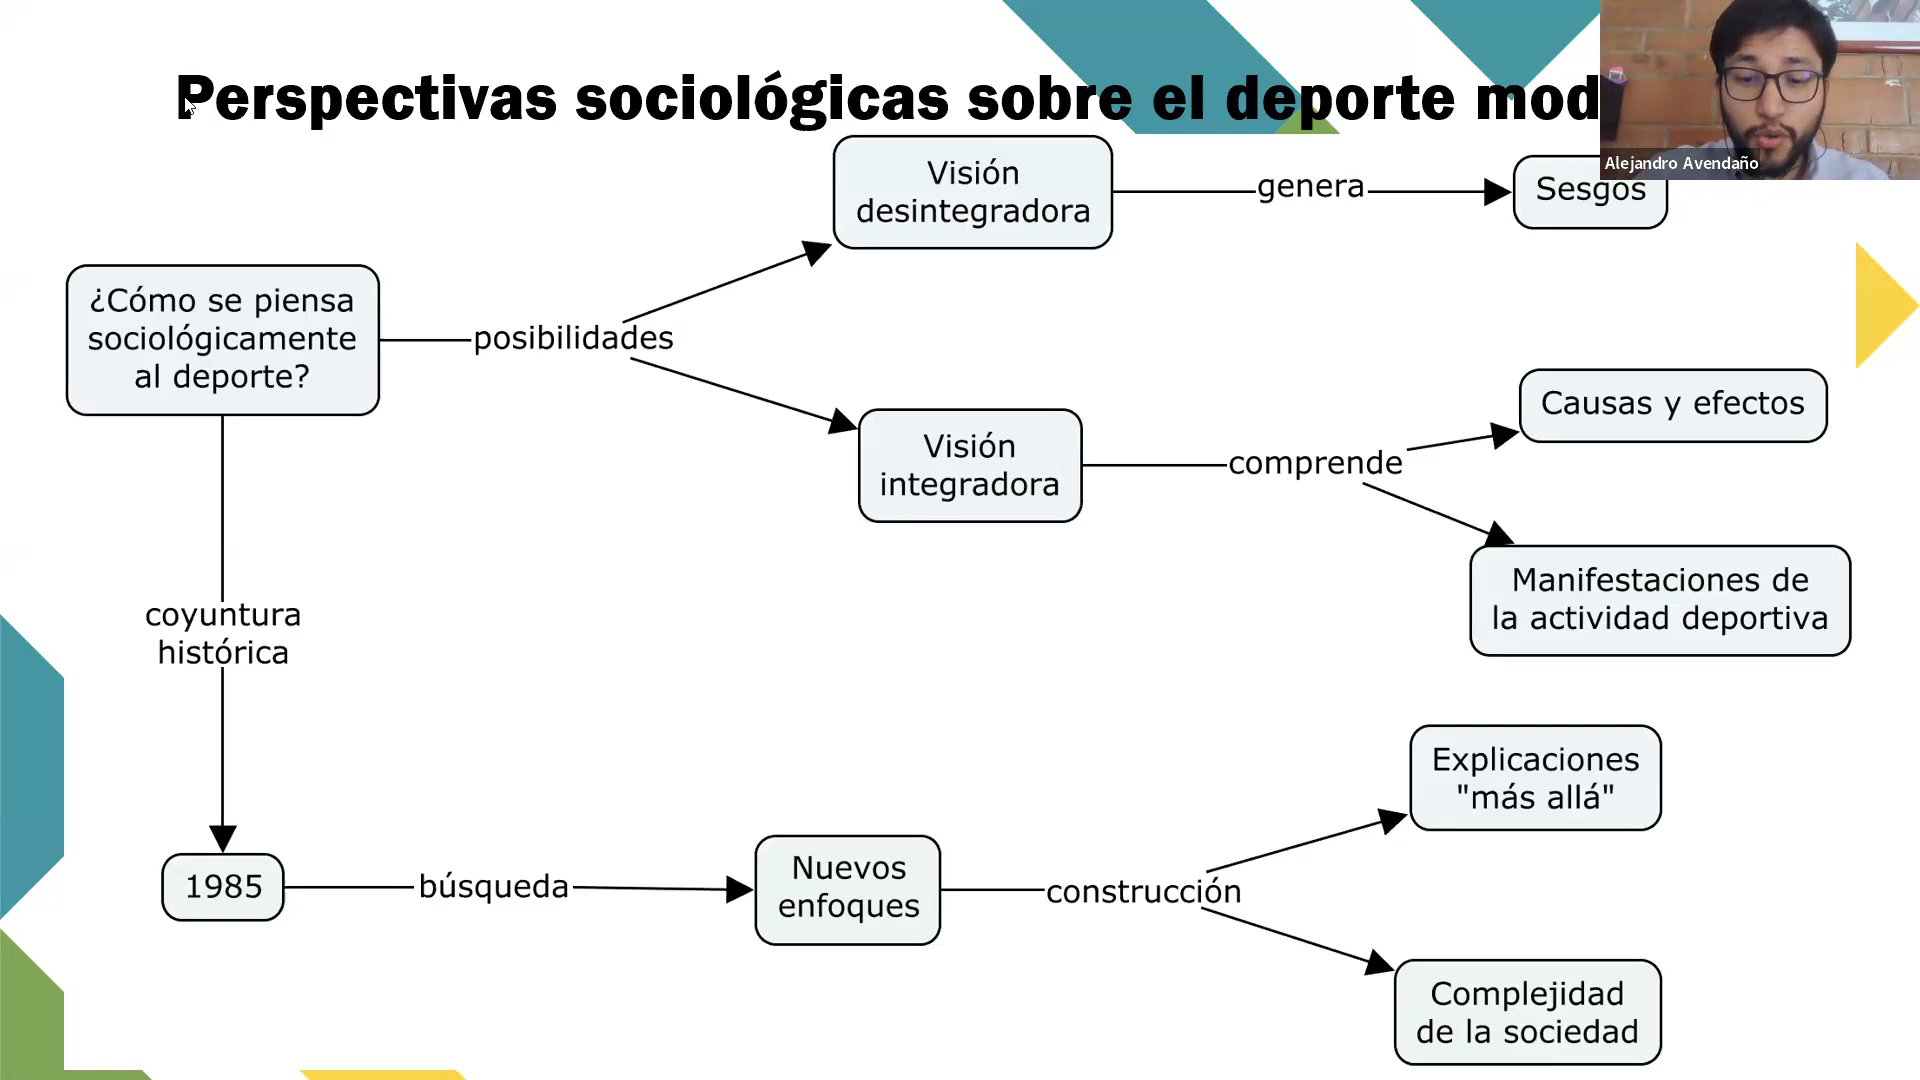 Perspectivas sociológicas sobre el deporte mod
Alejandro Avendaño
Visión
desintegradora
genera
Sesgos
¿Cómo se piensa
sociológicamente
al deporte?
posibilidades
Visión
integradora
comprende
Causas y efectos
Manifestaciones de
la actividad deportiva
coyuntura
histórica
1985
búsqueda
Nuevos
enfoques
construcción
Explicaciones
"más allá"
Complejidad
de la sociedad